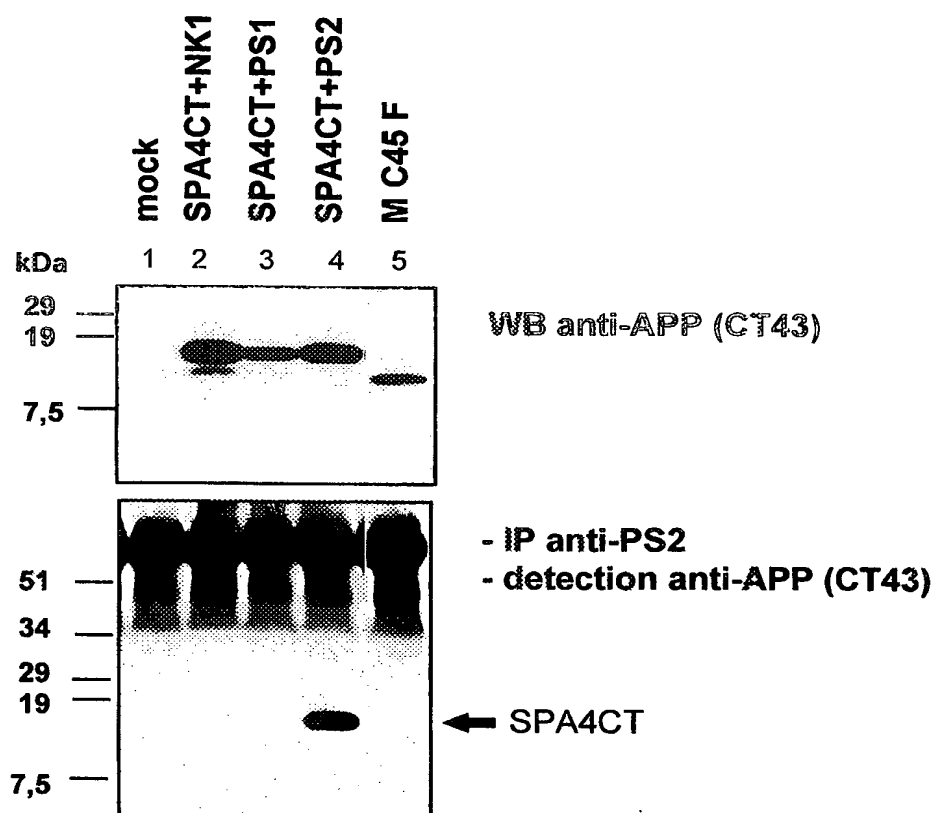 mock
SPA4CT+NK1
SPA4CT+PS1
SPA4CT+PS2
M C45 F
kDa 1 2 3 4 5
29
19
7,5
WB anti-APP (CT43)
- IP anti-PS2
- detection anti-APP (CT43)
51
34
29
19
7,5
SPA4CT